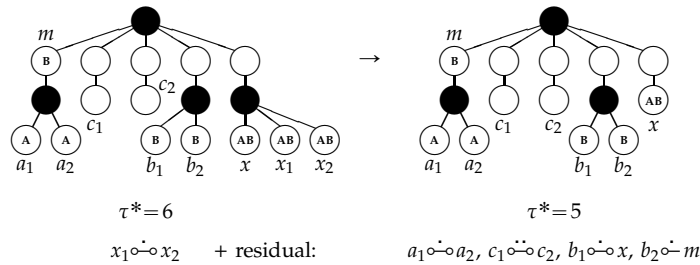 m → m
B B
c₂
AB
A A B B AB AB AB c₁ c₂ x
a₁ a₂ c₁ b₁ b₂ x x₁ x₂ A A B B
a₁ a₂ b₁ b₂
τ*=6 τ*=5
x₁⚬∸⚬x₂ + residual: a₁⚬∸⚬a₂, c₁⚬⚬c₂, b₁⚬∸⚬x, b₂⚬∸m